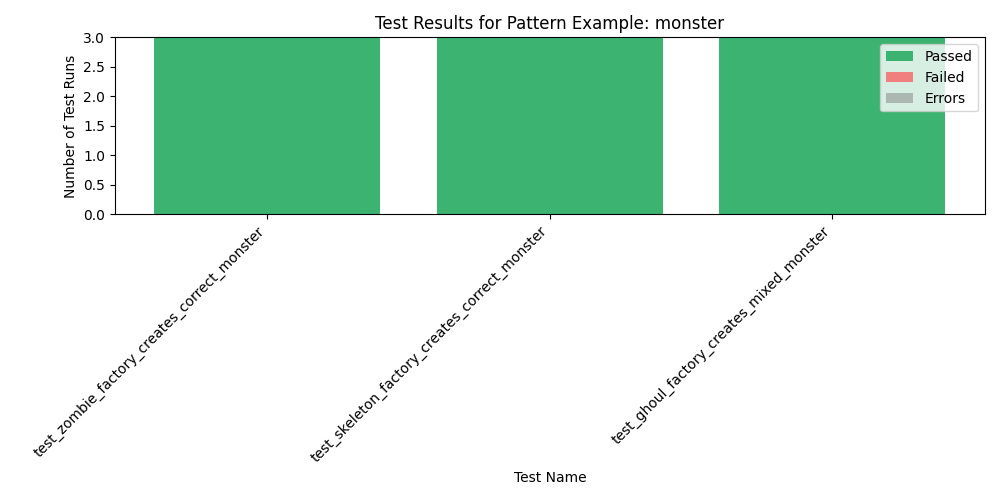 Test Results for Pattern Example: monster
Number of Test Runs
3.0
2.5
2.0
1.5
1.0
0.5
0.0
Passed
Failed
Errors
test_zombie_factory_creates_correct_monster
test_skeleton_factory_creates_correct_monster
test_ghoul_factory_creates_mixed_monster
Test Name